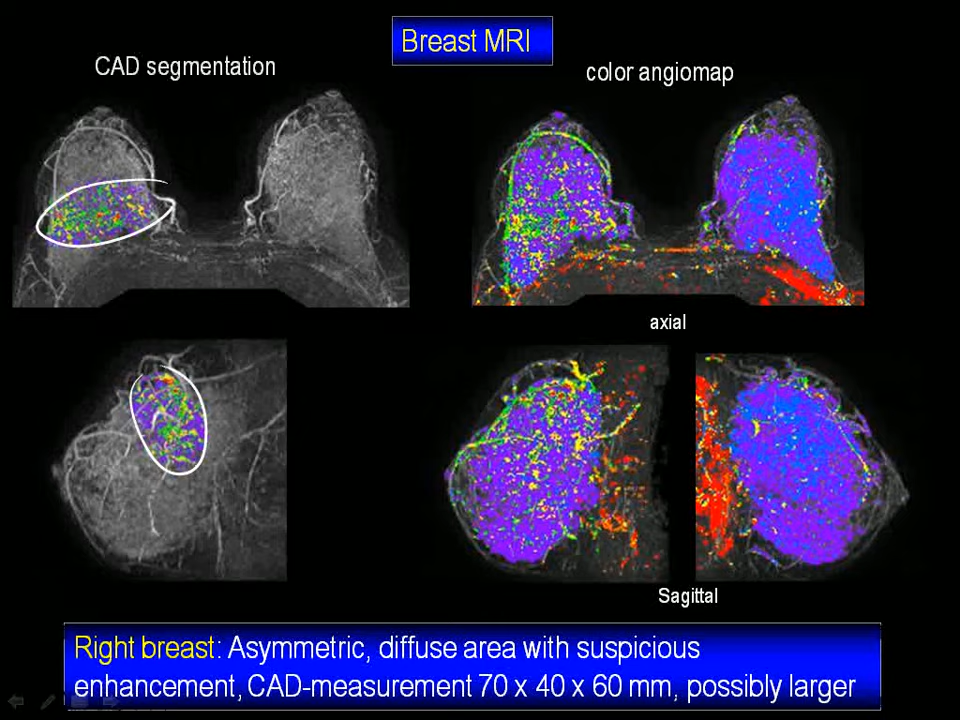 Breast MRI
CAD segmentation
color angiomap
axial
Sagittal
Right breast: Asymmetric, diffuse area with suspicious
enhancement, CAD-measurement 70 x 40 x 60 mm, possibly larger